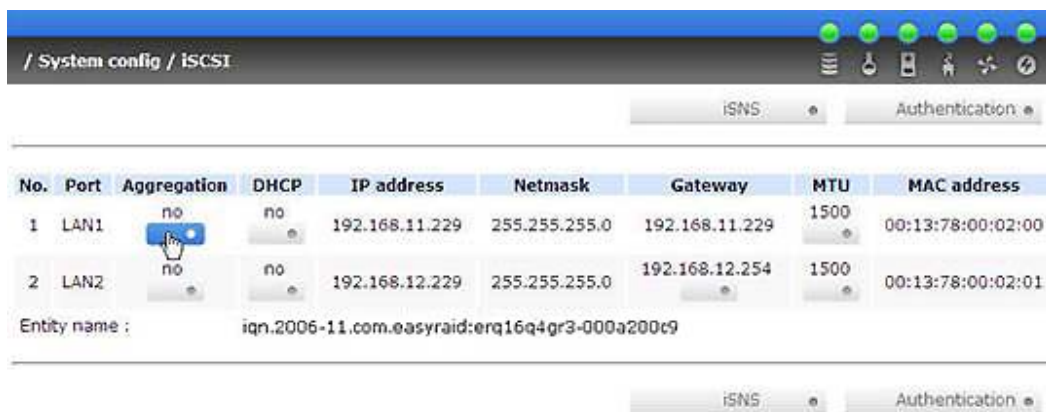 / System config / iSCSI
iSNS Authentication
No. Port Aggregation DHCP IP address Netmask Gateway MTU MAC address
1 LAN1 no no 192.168.11.229 255.255.255.0 192.168.11.229 1500 00:13:78:00:02:00
2 LAN2 no no 192.168.12.229 255.255.255.0 192.168.12.254 1500 00:13:78:00:02:01
Entity name : iqn.2006-11.com.easyraid:erq16q4gr3-000a200c9
iSNS Authentication